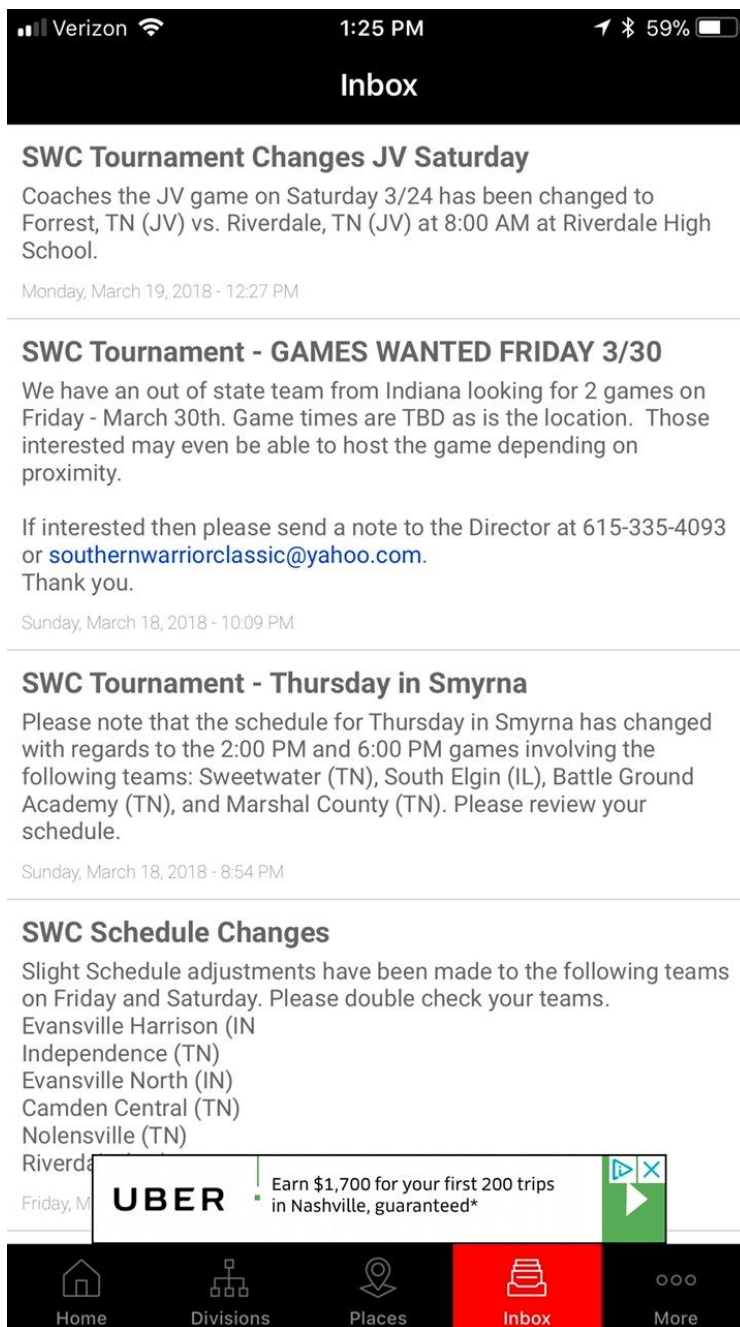 Verizon 1:25 PM 59%
Inbox
SWC Tournament Changes JV Saturday
Coaches the JV game on Saturday 3/24 has been changed to
Forrest, TN (JV) vs. Riverdale, TN (JV) at 8:00 AM at Riverdale High
School.
Monday, March 19, 2018 - 12:27 PM
SWC Tournament - GAMES WANTED FRIDAY 3/30
We have an out of state team from Indiana looking for 2 games on
Friday - March 30th. Game times are TBD as is the location. Those
interested may even be able to host the game depending on
proximity.
If interested then please send a note to the Director at 615-335-4093
or southernwarriorclassic@yahoo.com.
Thank you.
Sunday, March 18, 2018 - 10:09 PM
SWC Tournament - Thursday in Smyrna
Please note that the schedule for Thursday in Smyrna has changed
with regards to the 2:00 PM and 6:00 PM games involving the
following teams: Sweetwater (TN), South Elgin (IL), Battle Ground
Academy (TN), and Marshal County (TN). Please review your
schedule.
Sunday, March 18, 2018 - 8:54 PM
SWC Schedule Changes
Slight Schedule adjustments have been made to the following teams
on Friday and Saturday. Please double check your teams.
Evansville Harrison (IN
Independence (TN)
Evansville North (IN)
Camden Central (TN)
Nolensville (TN)
Riverda
Friday, M
UBER
Earn $1,700 for your first 200 trips
in Nashville, guaranteed*
Home Divisions Places Inbox More